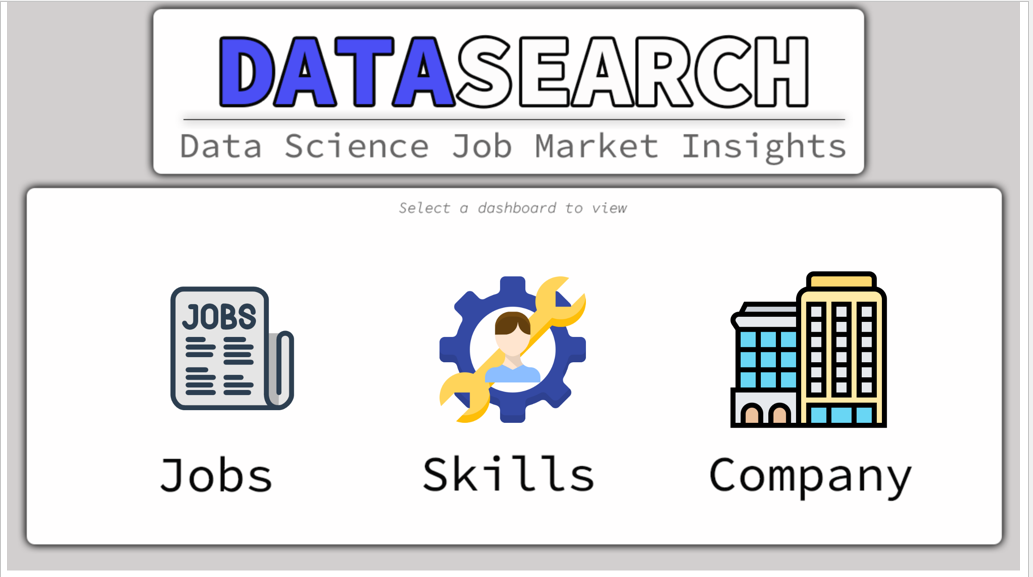 DATASEARCH
Data Science Job Market Insights
Select a dashboard to view
JOBS
Jobs
Skills
Company